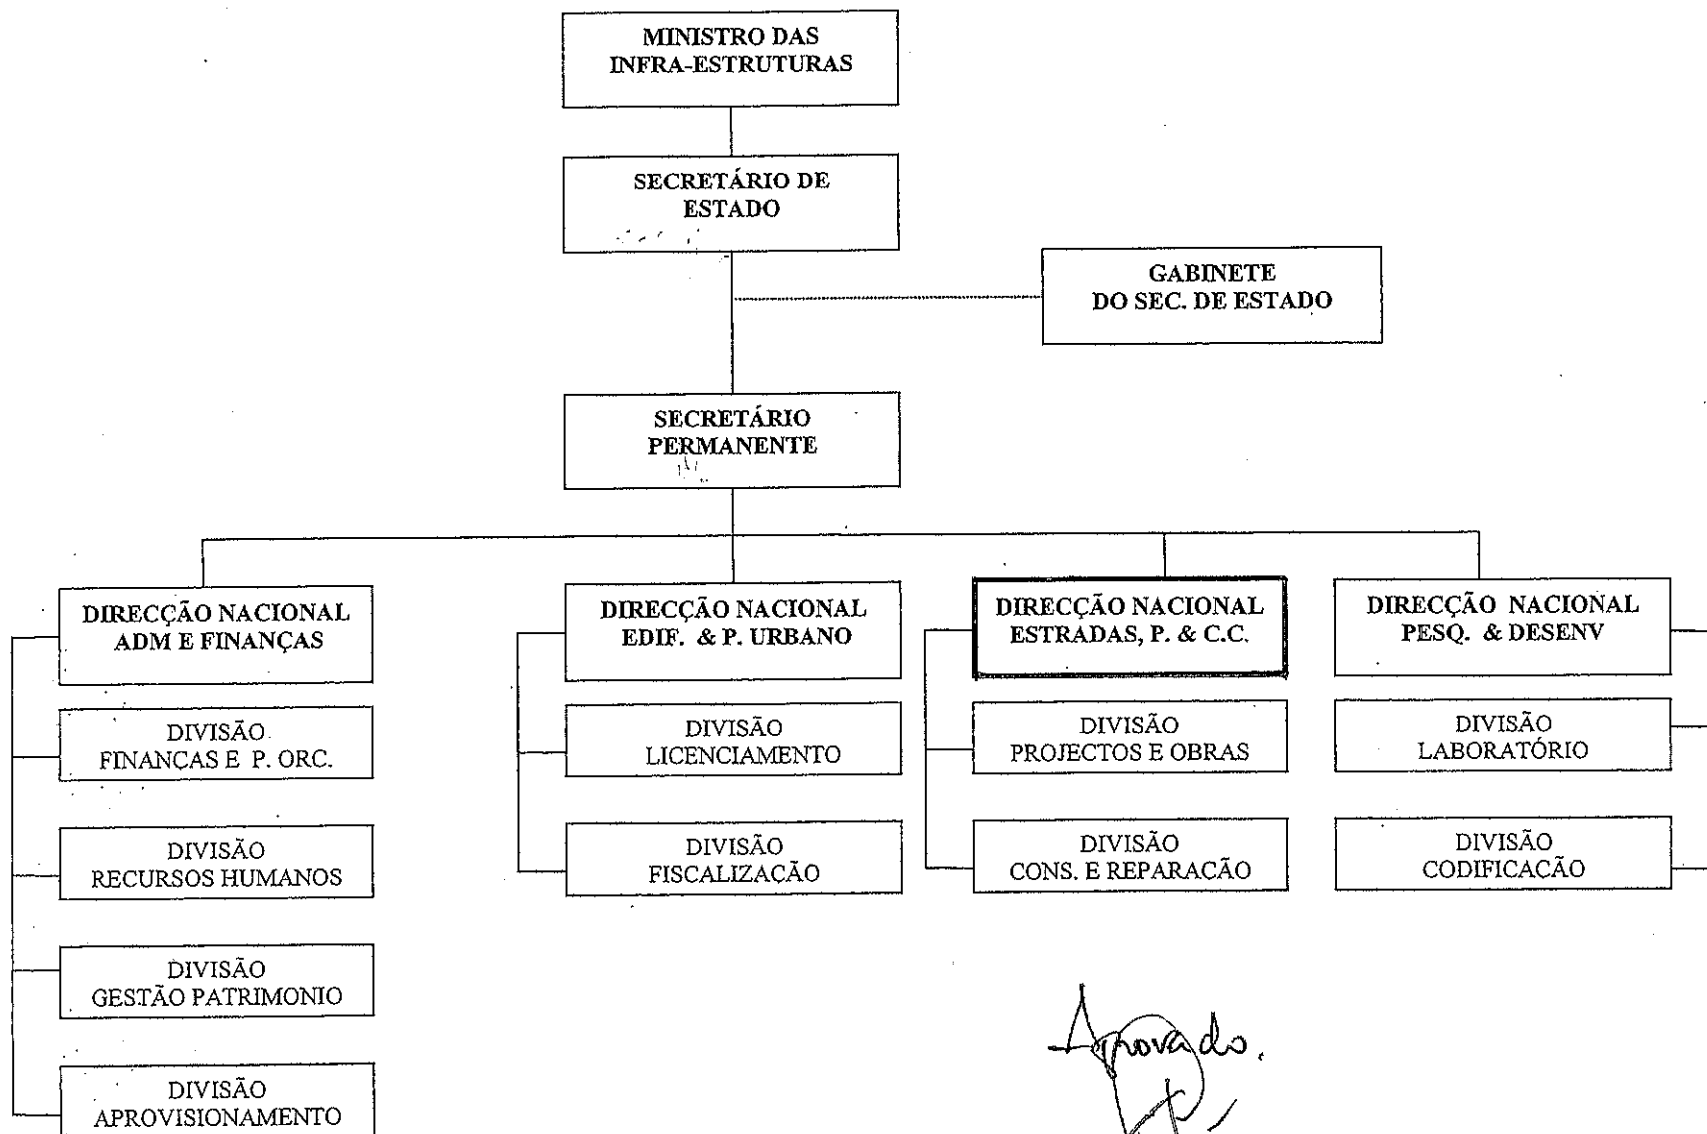 MINISTRO DAS
INFRA-ESTRUTURAS
SECRETÁRIO DE
ESTADO
GABINETE
DO SEC. DE ESTADO
SECRETÁRIO
PERMANENTE
DIRECÇÃO NACIONAL
ADM E FINANÇAS
DIVISÃO
FINANCAS E P. ORC.
DIVISÃO
RECURSOS HUMANOS
DIVISÃO
GESTÃO PATRIMONIO
DIVISÃO
APROVISIONAMENTO
DIRECÇÃO NACIONAL
EDIF. & P. URBANO
DIVISÃO
LICENCIAMENTO
DIVISÃO
FISCALIZAÇÃO
DIRECÇÃO NACIONAL
ESTRADAS, P. & C.C.
DIVISÃO
PROJECTOS E OBRAS
DIVISÃO
CONS. E REPARAÇÃO
DIRECÇÃO NACIONAL
PESQ. & DESENV
DIVISÃO
LABORATÓRIO
DIVISÃO
CODIFICAÇÃO
Aprovado.